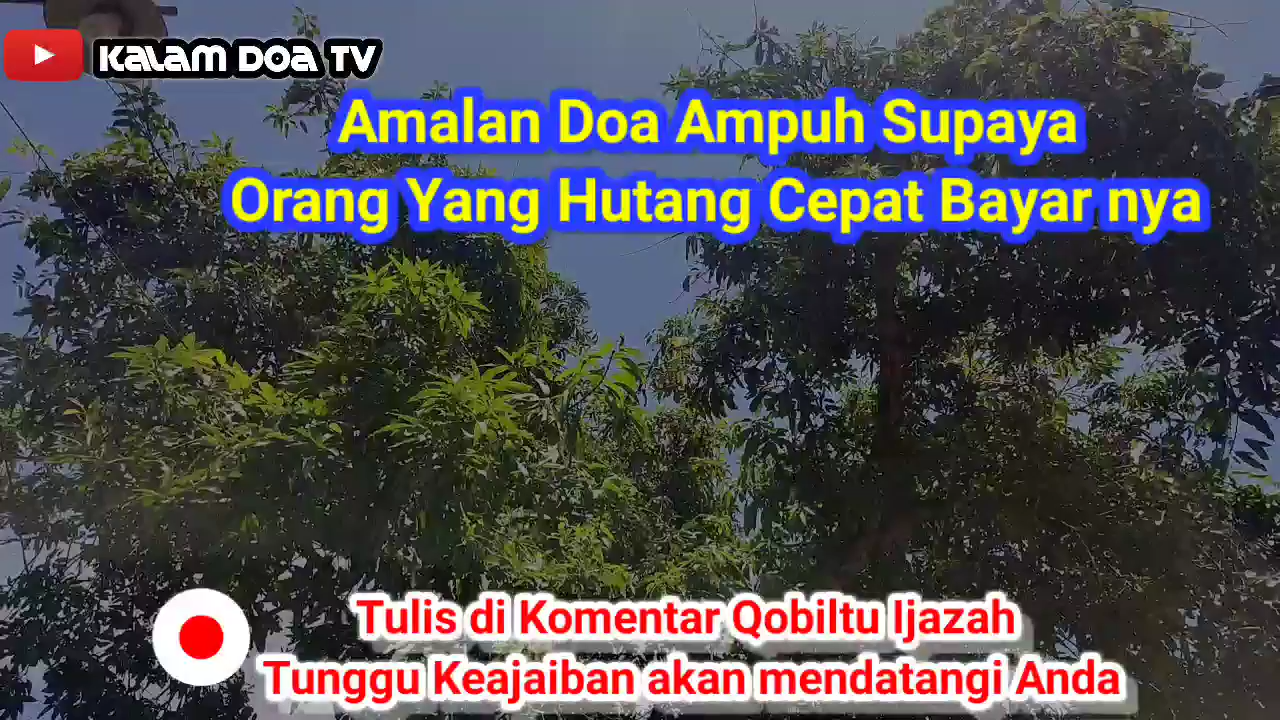 KALAM DOA TV
Amalan Doa Ampuh Supaya
Orang Yang Hutang Cepat Bayar nya
Tulis di Komentar Qobiltu Ijazah
Tunggu Keajaiban akan mendatangi Anda